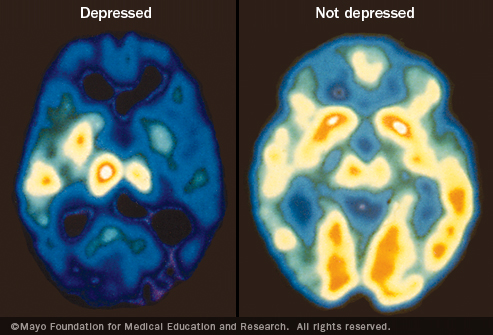 Depressed
Not depressed
©Mayo Foundation for Medical Education and Research. All rights reserved.